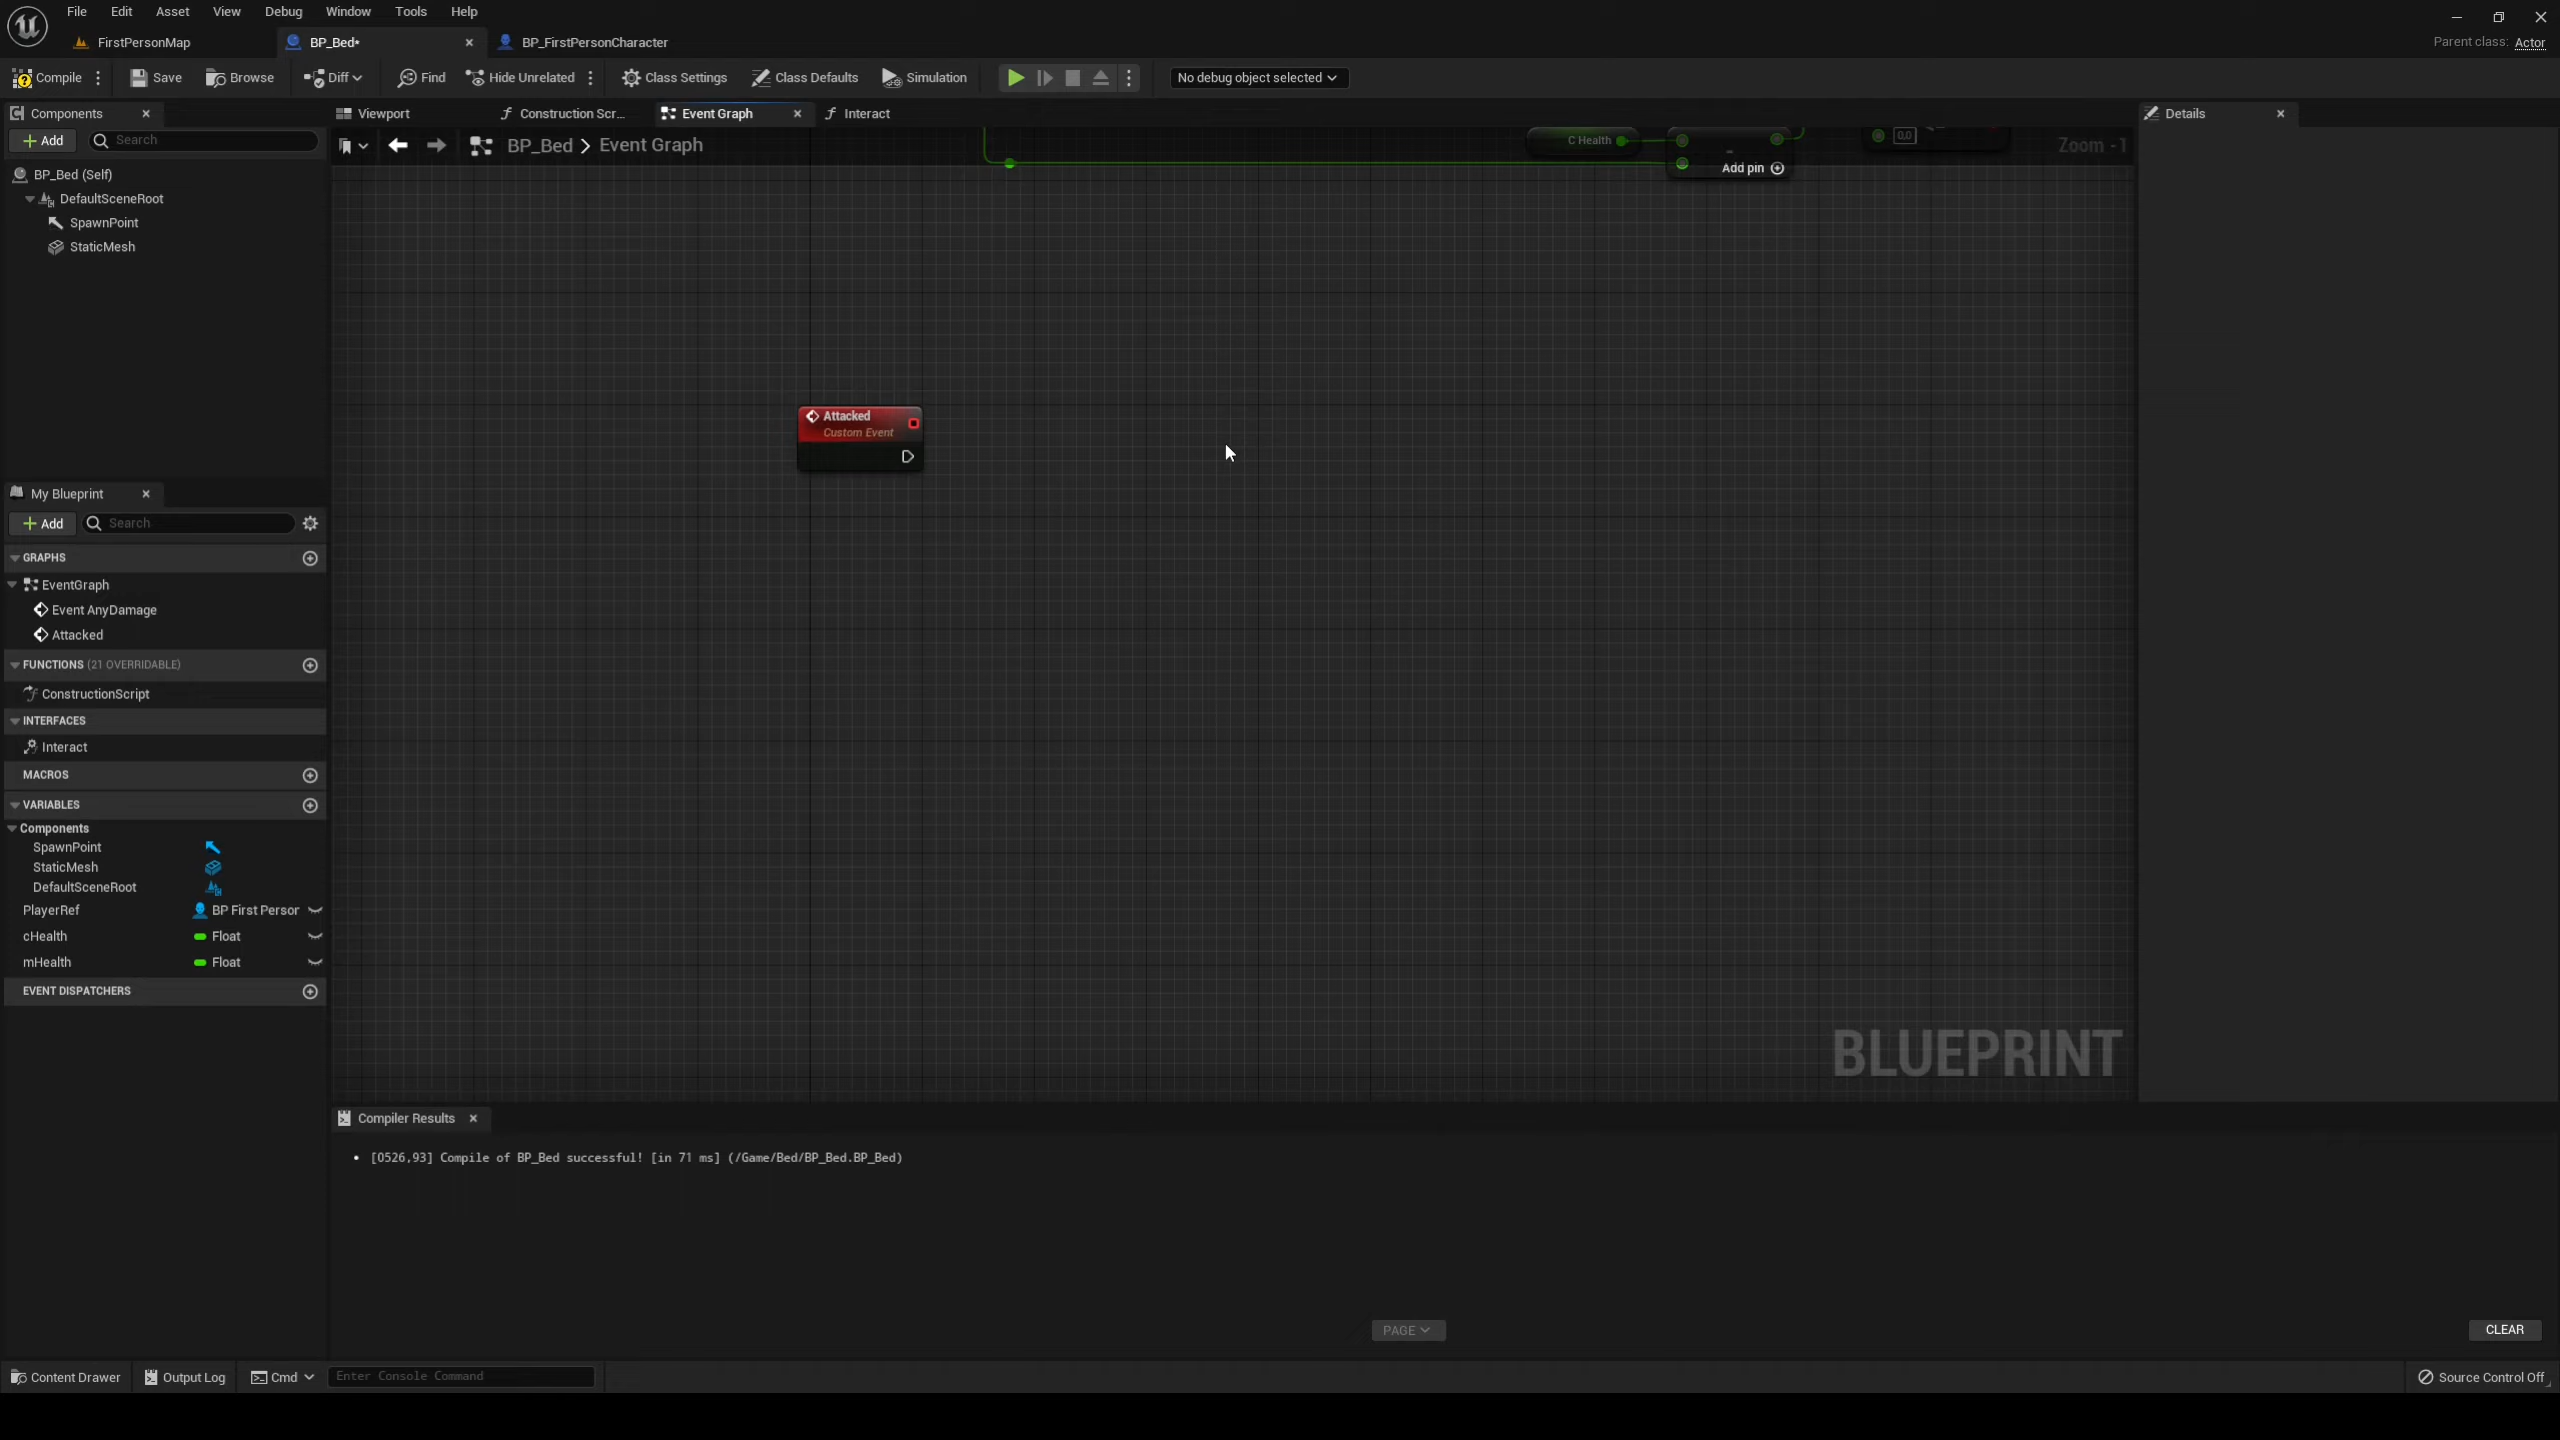 File Edit Asset View Debug Window Tools Help
FirstPersonMap BP_Bed* BP_FirstPersonCharacter
Parent class: Actor
Compile Save Browse Diff Find Hide Unrelated Class Settings Class Defaults Simulation No debug object selected
Components
Viewport Construction Scr... Event Graph Interact
Details
Add Search
BP_Bed > Event Graph
Zoom -1
C Health
0.0
Add pin
BP_Bed (Self)
DefaultSceneRoot
SpawnPoint
StaticMesh
Attacked
Custom Event
My Blueprint
Add Search
GRAPHS
EventGraph
Event AnyDamage
Attacked
FUNCTIONS (21 OVERRIDABLE)
ConstructionScript
INTERFACES
Interact
MACROS
VARIABLES
Components
SpawnPoint
StaticMesh
DefaultSceneRoot
PlayerRef BP First Person
cHealth Float
mHealth Float
EVENT DISPATCHERS
BLUEPRINT
Compiler Results
• [0526,93] Compile of BP_Bed successful! [in 71 ms] (/Game/Bed/BP_Bed.BP_Bed)
PAGE
CLEAR
Content Drawer Output Log Cmd Enter Console Command Source Control Off